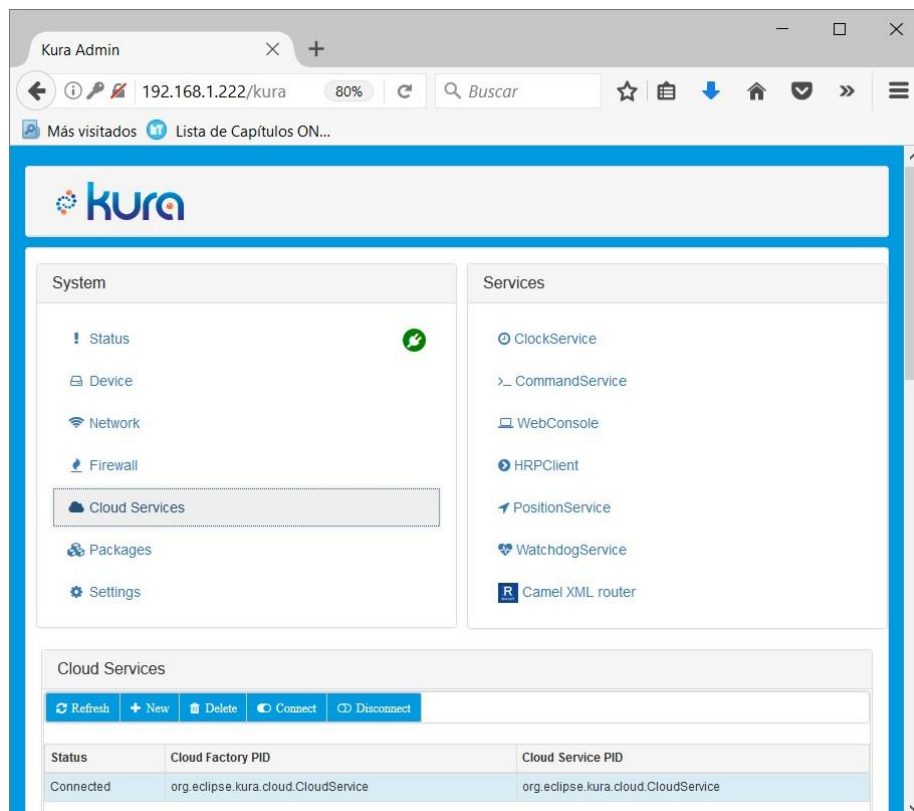 Kura Admin
192.168.1.222/kura
80%
Buscar
Más visitados
Lista de Capítulos ON...
kura
System
Status
Device
Network
Firewall
Cloud Services
Packages
Settings
Services
ClockService
CommandService
WebConsole
HRPClient
PositionService
WatchdogService
R Camel XML router
Cloud Services
Refresh
New
Delete
Connect
Disconnect
Status Cloud Factory PID Cloud Service PID
Connected org.eclipse.kura.cloud.CloudService org.eclipse.kura.cloud.CloudService